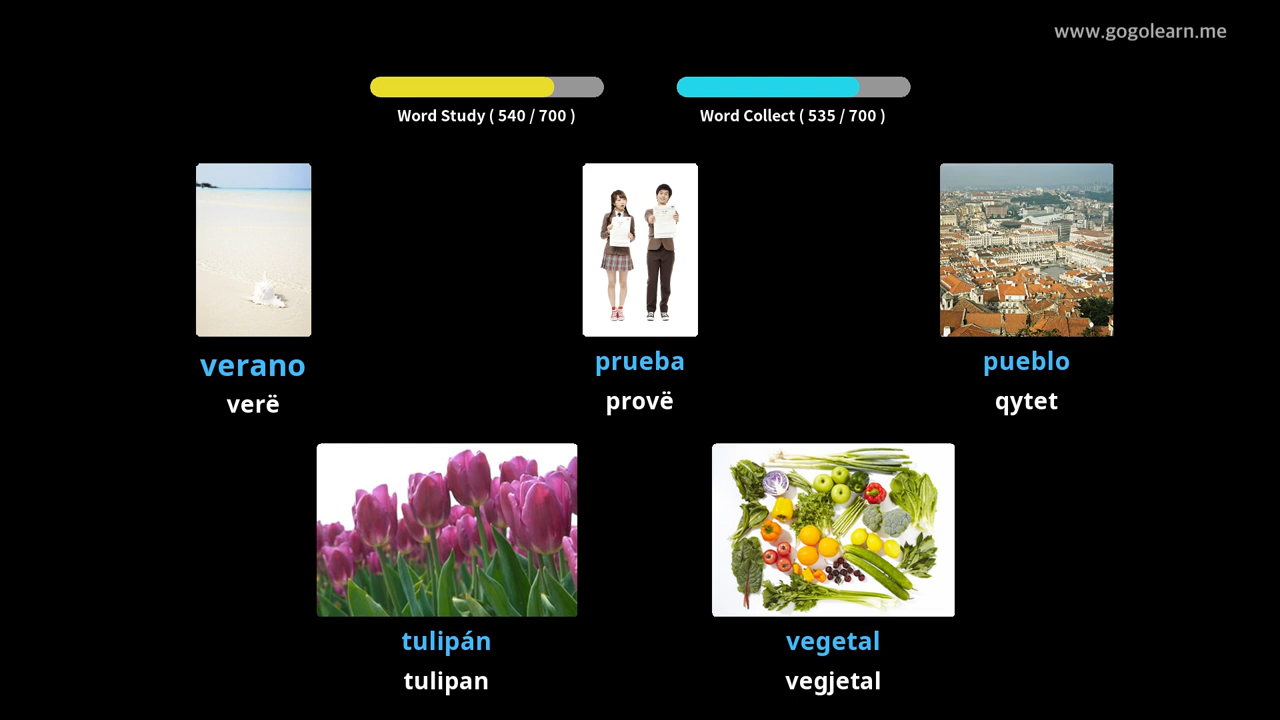 www.gogolearn.me
Word Study ( 540 / 700 )
Word Collect ( 535 / 700 )
verano
verë
prueba
provë
pueblo
qytet
tulipán
tulipan
vegetal
vegjetal